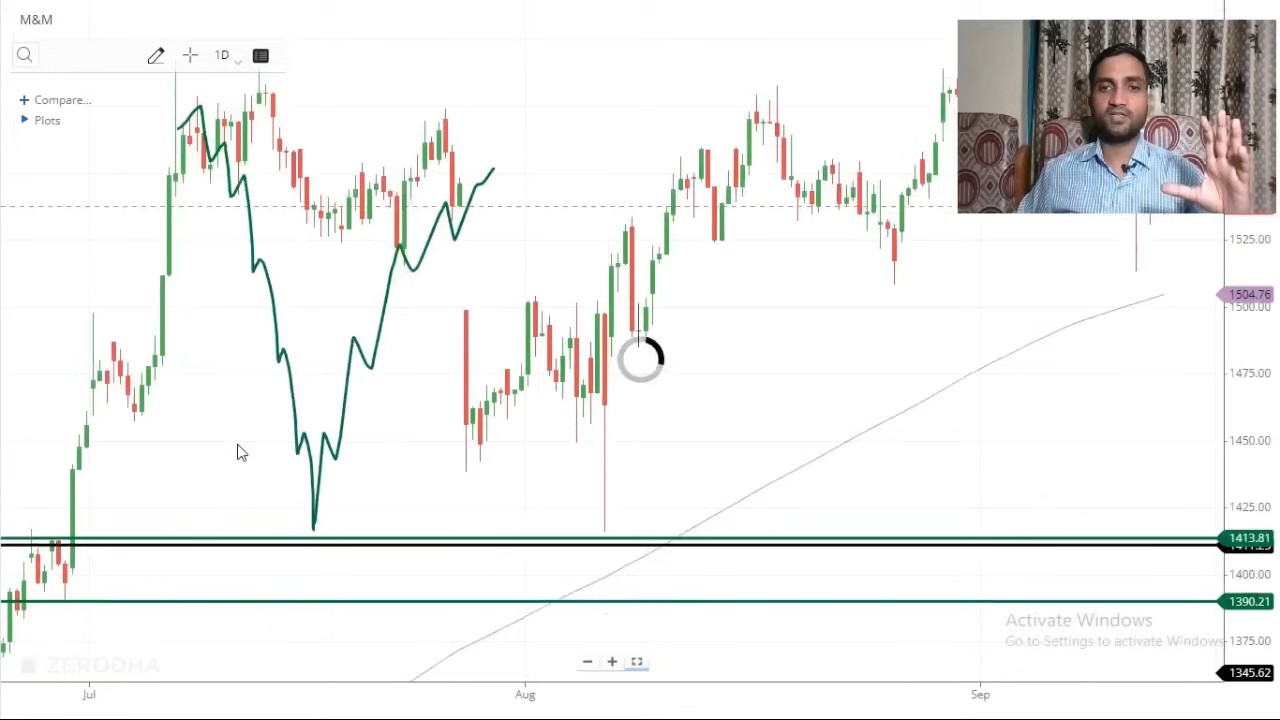 M&M
1D
Compare...
Plots
1525.00
1504.76
1500.00
1475.00
1450.00
1425.00
1413.81
1400.00
1390.21
1375.00
1345.62
Activate Windows
Go to Settings to activate Windows.
ZERODHA
Jul
Aug
Sep